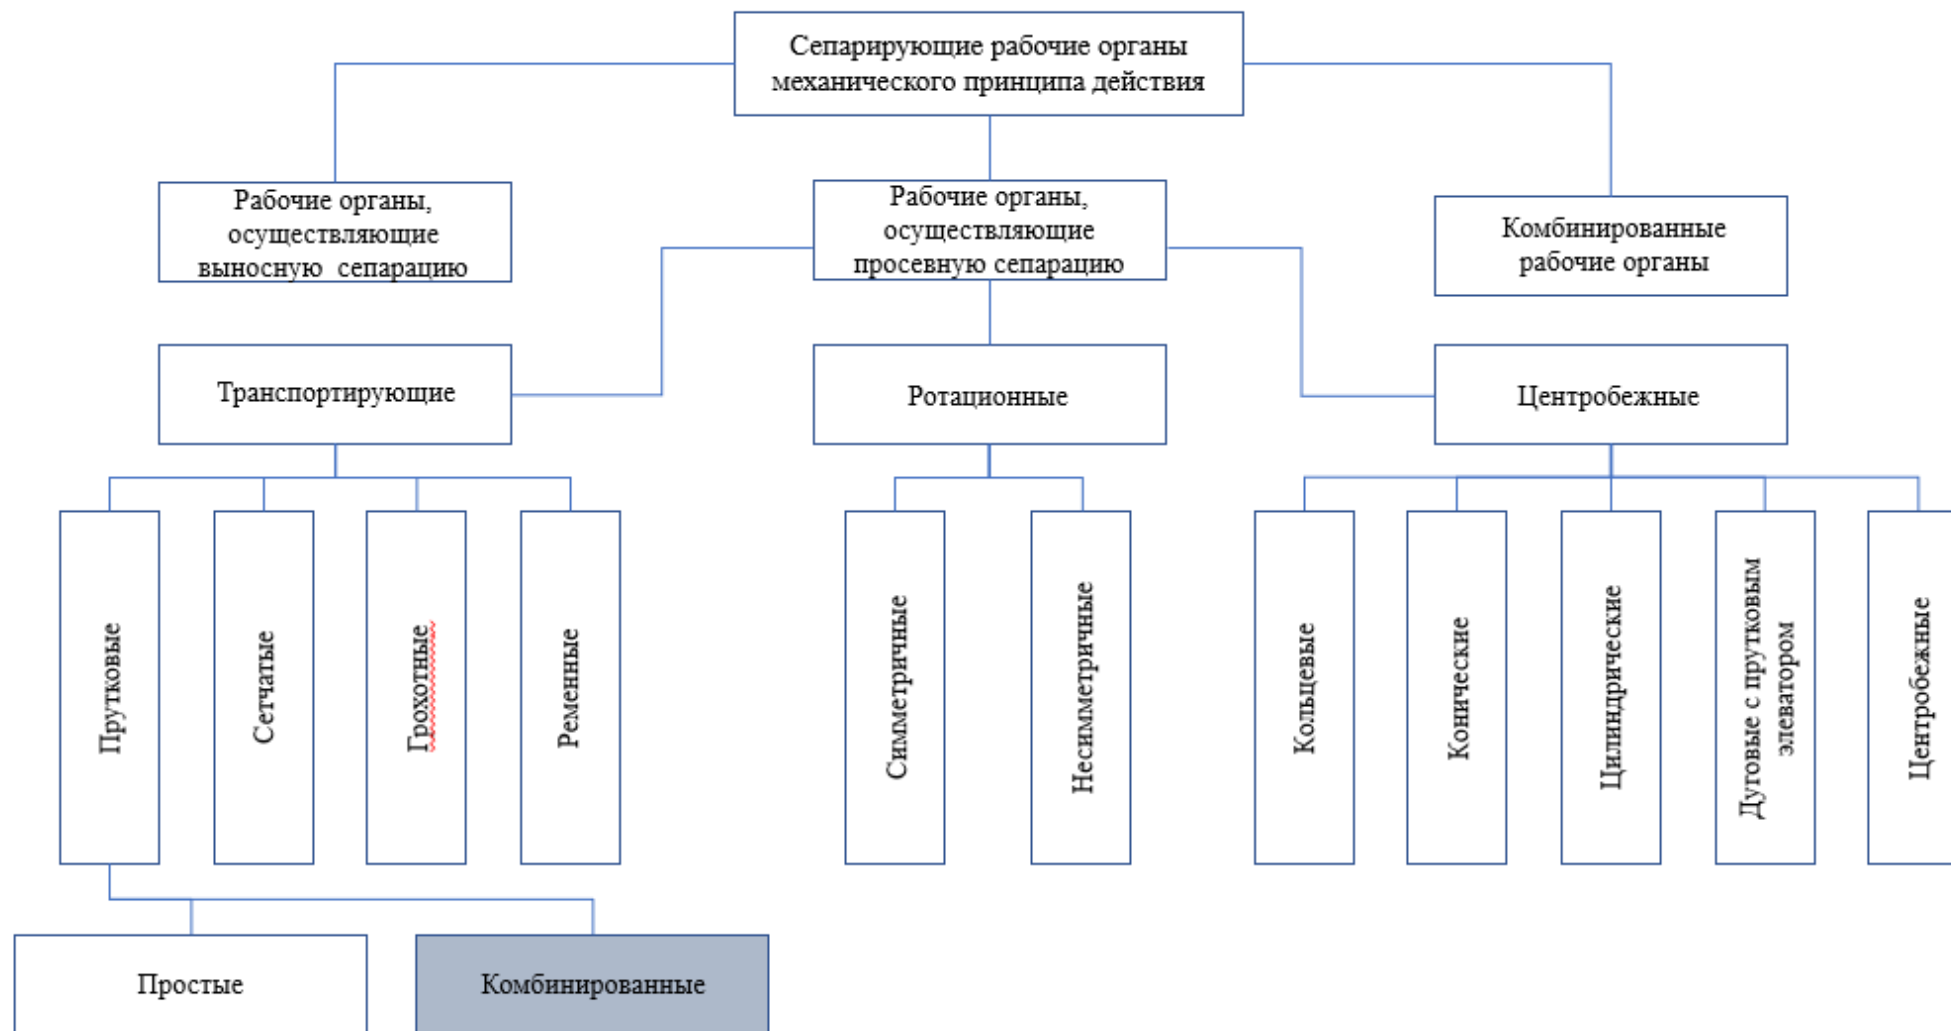 Сепарирующие рабочие органы
механического принципа действия
Рабочие органы,
осуществляющие
выносную сепарацию
Рабочие органы,
осуществляющие
просевную сепарацию
Комбинированные
рабочие органы
Транспортирующие
Ротационные
Центробежные
Прутковые
Сетчатые
Грохотные
Ременные
Симметричные
Несимметричные
Кольцевые
Конические
Цилиндрические
Дуговые с прутковым
элеватором
Центробежные
Простые
Комбинированные